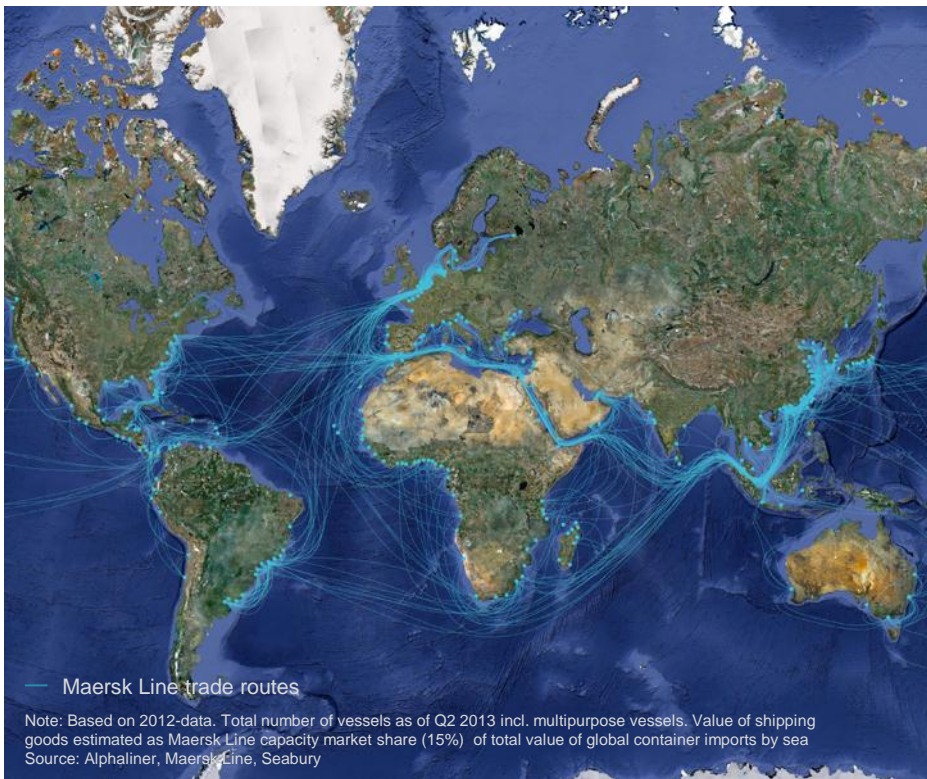 Maersk Line trade routes
Note: Based on 2012-data. Total number of vessels as of Q2 2013 incl. multipurpose vessels. Value of shipping
goods estimated as Maersk Line capacity market share (15%) of total value of global container imports by sea
Source: Alphaliner, Maersk Line, Seabury